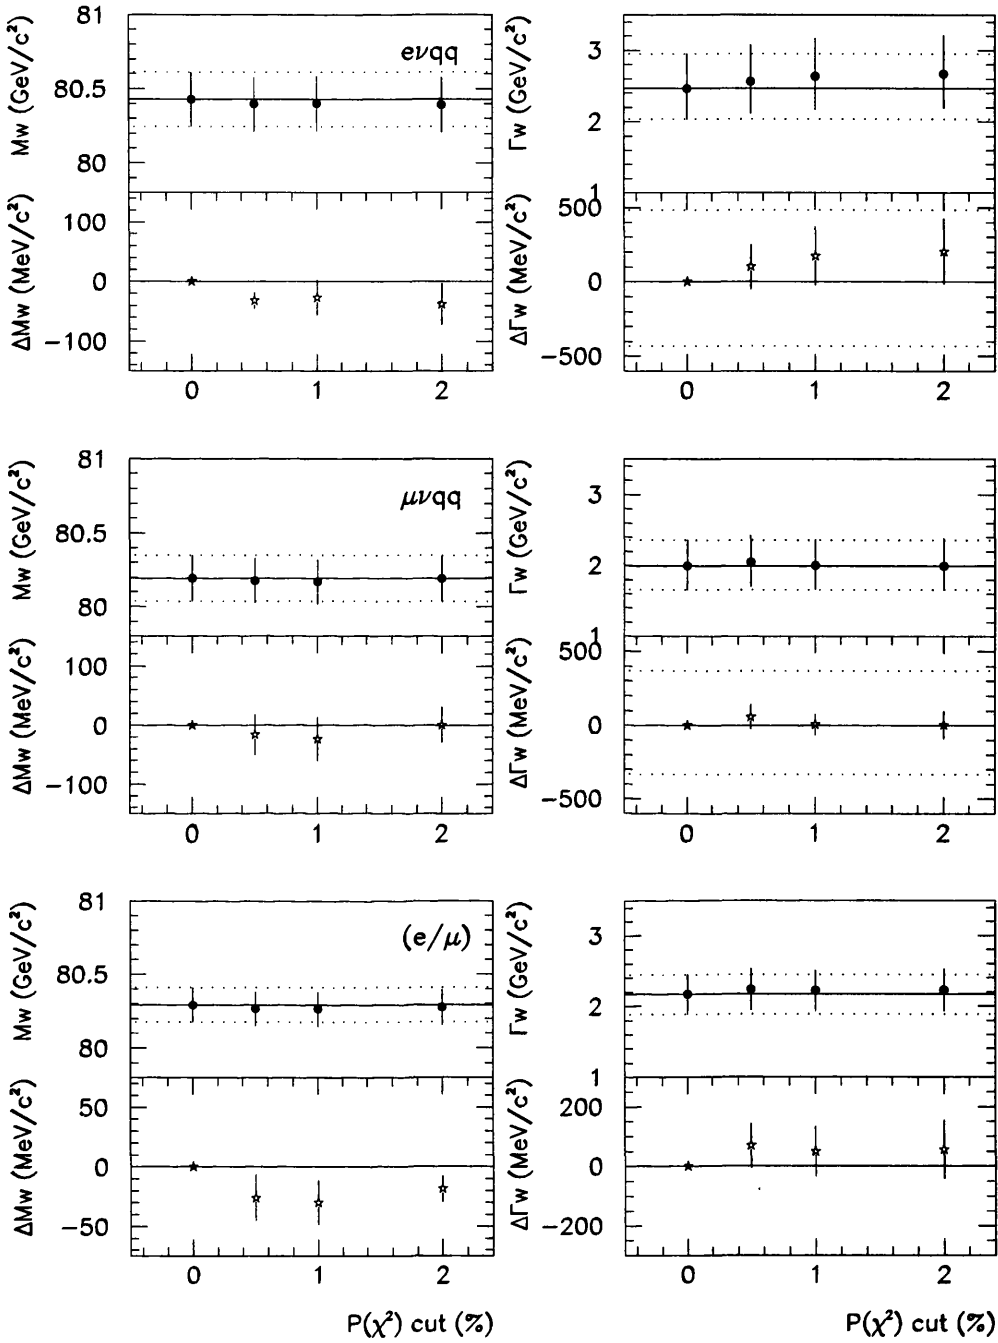 Mw (GeV/c²)
81
80.5
80
eνqq
Γw (GeV/c²)
3
2
1
ΔMw (MeV/c²)
100
0
−100
0 1 2
ΔΓw (MeV/c²)
500
0
−500
0 1 2
Mw (GeV/c²)
81
80.5
80
μνqq
Γw (GeV/c²)
3
2
1
ΔMw (MeV/c²)
100
0
−100
0 1 2
ΔΓw (MeV/c²)
500
0
−500
0 1 2
Mw (GeV/c²)
81
80.5
80
(e/μ)
Γw (GeV/c²)
3
2
1
ΔMw (MeV/c²)
50
0
−50
0 1 2
P(χ²) cut (%)
ΔΓw (MeV/c²)
200
0
−200
0 1 2
P(χ²) cut (%)